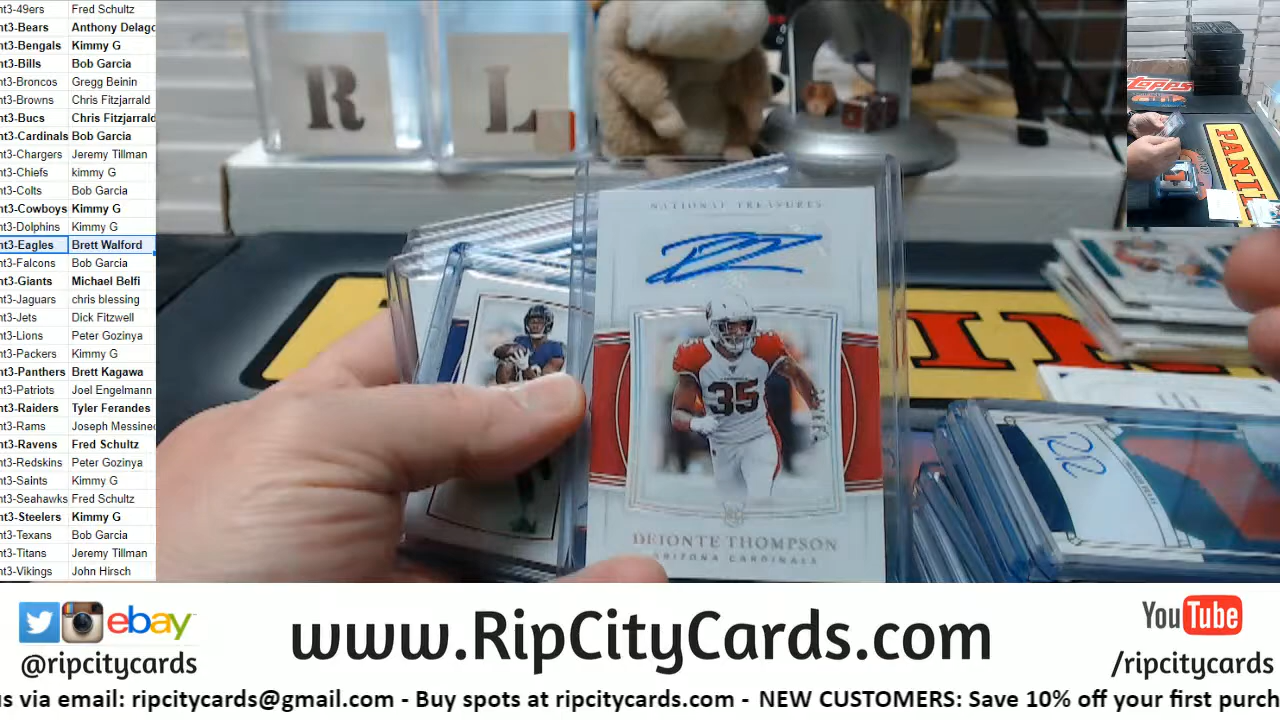 nt3-49ers Fred Schultz
nt3-Bears Anthony Delago
nt3-Bengals Kimmy G
nt3-Bills Bob Garcia
nt3-Broncos Gregg Beinin
nt3-Browns Chris Fitzjarrald
nt3-Bucs Chris Fitzjarrald
nt3-Cardinals Bob Garcia
nt3-Chargers Jeremy Tillman
nt3-Chiefs kimmy G
nt3-Colts Bob Garcia
nt3-Cowboys Kimmy G
nt3-Dolphins Kimmy G
nt3-Eagles Brett Walford
nt3-Falcons Bob Garcia
nt3-Giants Michael Belfi
nt3-Jaguars chris blessing
nt3-Jets Dick Fitzwell
nt3-Lions Peter Gozinya
nt3-Packers Kimmy G
nt3-Panthers Brett Kagawa
nt3-Patriots Joel Engelmann
nt3-Raiders Tyler Ferandes
nt3-Rams Joseph Messinec
nt3-Ravens Fred Schultz
nt3-Redskins Peter Gozinya
nt3-Saints Kimmy G
nt3-Seahawks Fred Schultz
nt3-Steelers Kimmy G
nt3-Texans Bob Garcia
nt3-Titans Jeremy Tillman
nt3-Vikings John Hirsch
R L
NATIONAL TREASURES
35
DEIONTE THOMPSON
ARIZONA CARDINALS
Topps
PANINI
ebay
@ripcitycards
www.RipCityCards.com
YouTube
/ripcitycards
us via email: ripcitycards@gmail.com - Buy spots at ripcitycards.com - NEW CUSTOMERS: Save 10% off your first purch